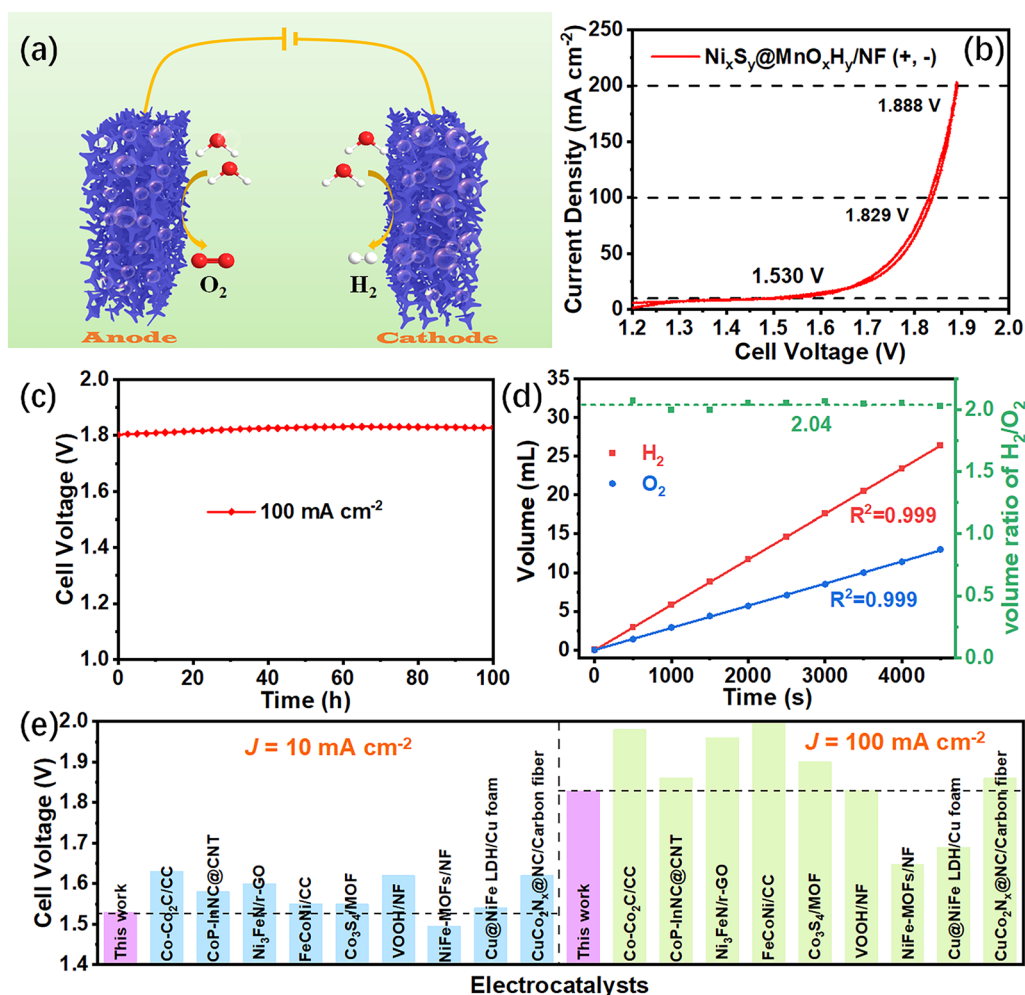 (a)
O₂
H₂
Anode
Cathode
(b)
NiₓSᵧ@MnOₓHᵧ/NF (+, -)
1.888 V
1.829 V
1.530 V
Current Density (mA cm⁻²)
200
150
100
50
0
1.2 1.3 1.4 1.5 1.6 1.7 1.8 1.9 2.0
Cell Voltage (V)
(c)
Cell Voltage (V)
2.0
1.8
1.6
1.4
1.2
1.0
100 mA cm⁻²
0 20 40 60 80 100
Time (h)
(d)
Volume (mL)
35
30
25
20
15
10
5
0
2.04
H₂
O₂
R²=0.999
R²=0.999
0 1000 2000 3000 4000
Time (s)
2.0
1.5
1.0
0.5
0.0
volume ratio of H₂/O₂
(e)
Cell Voltage (V)
2.0
1.9
1.8
1.7
1.6
1.5
1.4
J = 10 mA cm⁻²
J = 100 mA cm⁻²
This work
Co-Co₂C/CC
CoP-InNC@CNT
Ni₃FeN/r-GO
FeCoNi/CC
Co₃S₄/MOF
VOOH/NF
NiFe-MOFs/NF
Cu@NiFe LDH/Cu foam
CuCo₂Nₓ@NC/Carbon fiber
This work
Co-Co₂C/CC
CoP-InNC@CNT
Ni₃FeN/r-GO
FeCoNi/CC
Co₃S₄/MOF
VOOH/NF
NiFe-MOFs/NF
Cu@NiFe LDH/Cu foam
CuCo₂Nₓ@NC/Carbon fiber
Electrocatalysts